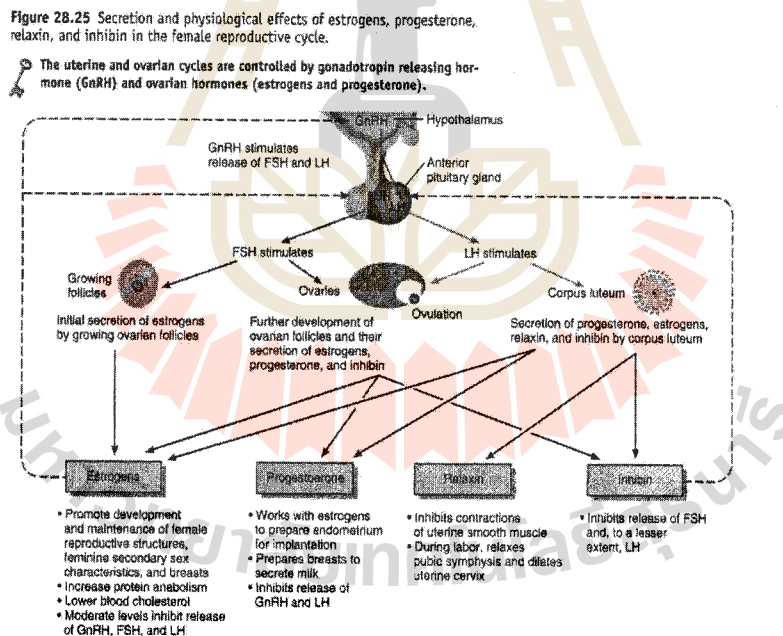 Figure 28.25 Secretion and physiological effects of estrogens, progesterone,
relaxin, and inhibin in the female reproductive cycle.
The uterine and ovarian cycles are controlled by gonadotropin releasing hor-
mone (GnRH) and ovarian hormones (estrogens and progesterone).
GnRH
Hypothalamus
GnRH stimulates
release of FSH and LH
Anterior
pituitary gland
FSH stimulates
LH stimulates
Growing
follicles
Ovaries
Ovulation
Corpus luteum
Initial secretion of estrogens
by growing ovarian follicles
Further development of
ovarian follicles and their
secretion of estrogens,
progesterone, and inhibin
Secretion of progesterone, estrogens,
relaxin, and inhibin by corpus luteum
Estrogens
Progesterone
Relaxin
Inhibin
• Promote development
and maintenance of female
reproductive structures,
feminine secondary sex
characteristics, and breasts
• Increase protein anabolism
• Lower blood cholesterol
• Moderate levels inhibit release
of GnRH, FSH, and LH
• Works with estrogens
to prepare endometrium
for implantation
• Prepares breasts to
secrete milk
• Inhibits release of
GnRH and LH
• Inhibits contractions
of uterine smooth muscle
• During labor, relaxes
pubic symphysis and dilates
uterine cervix
• Inhibits release of FSH
and, to a lesser
extent, LH